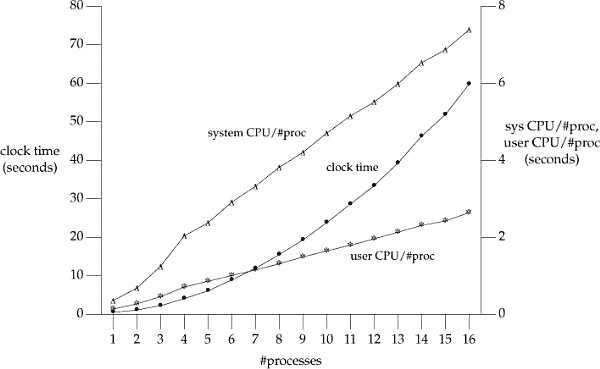 80
70
60
50
40
30
20
10
0
clock time
(seconds)
system CPU/#proc
clock time
user CPU/#proc
8
6
4
2
0
sys CPU/#proc,
user CPU/#proc
(seconds)
1 2 3 4 5 6 7 8 9 10 11 12 13 14 15 16
#processes